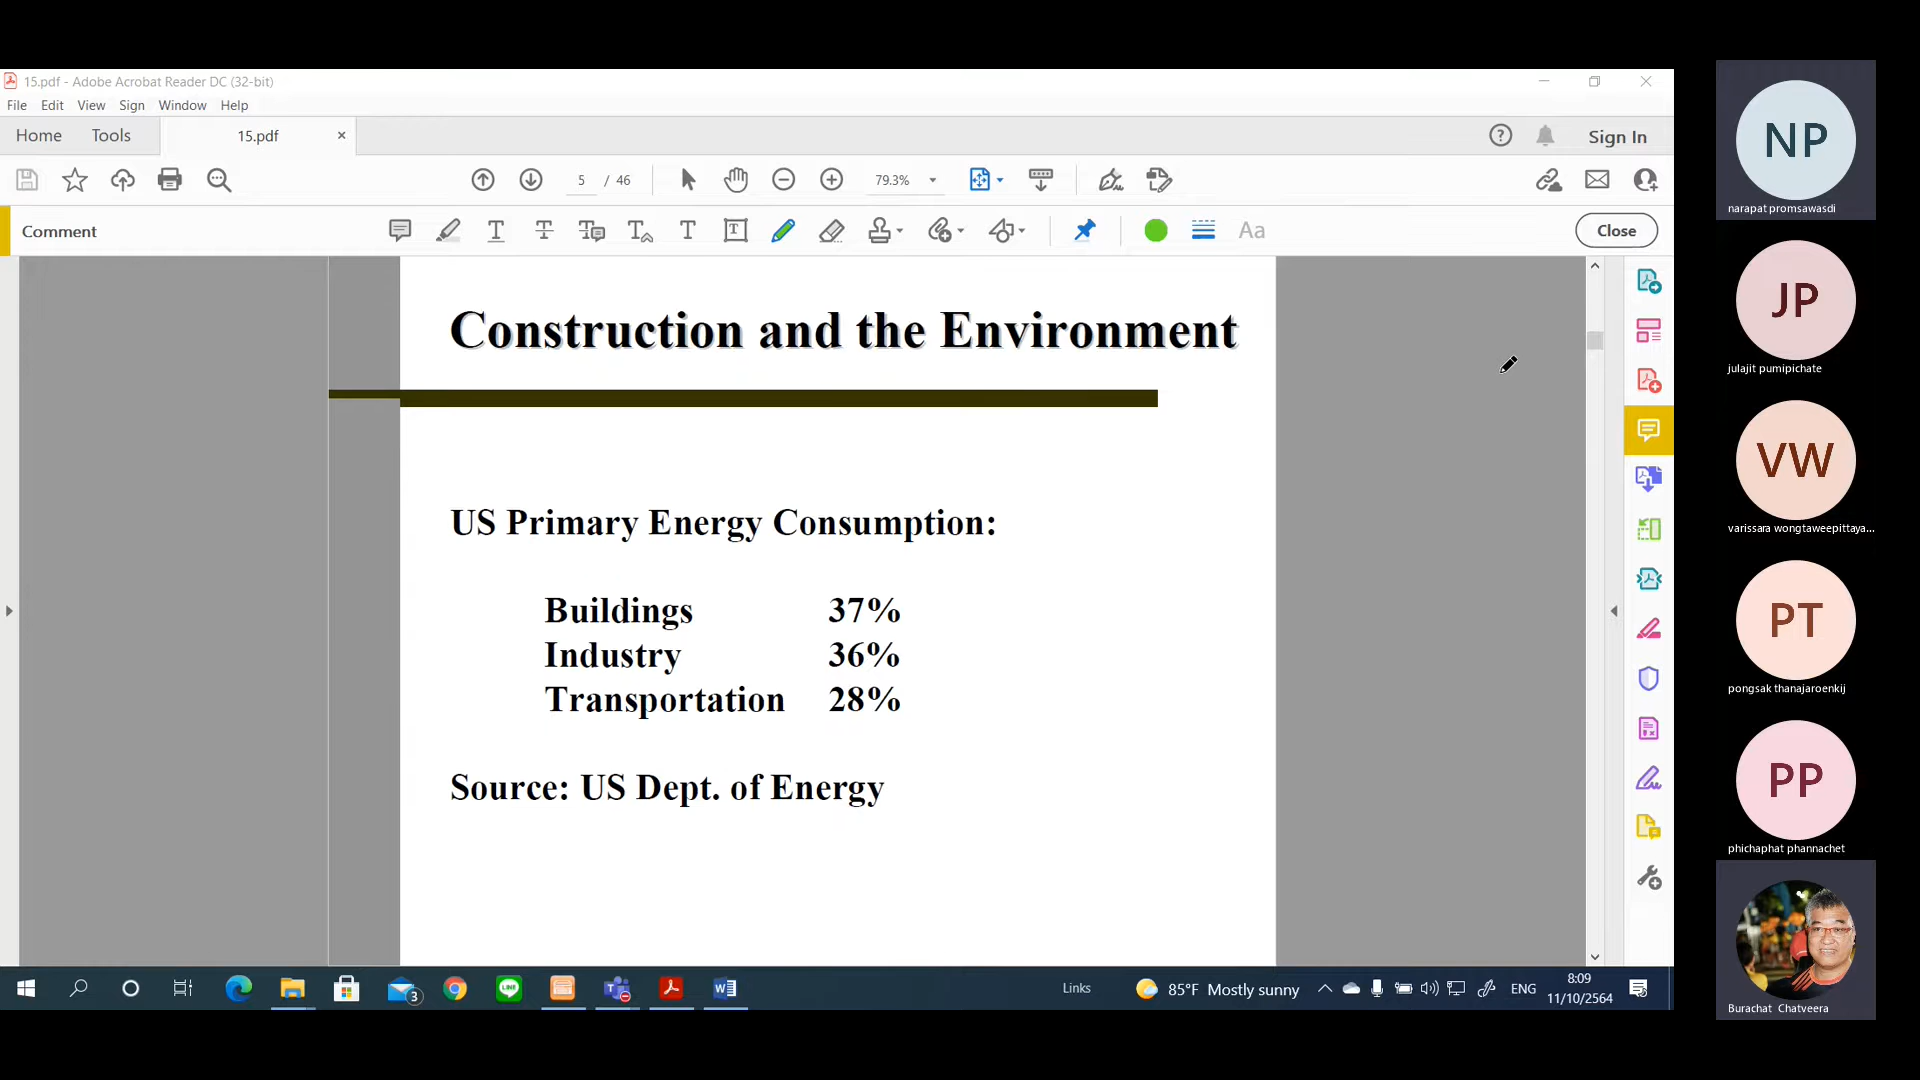 15.pdf - Adobe Acrobat Reader DC (32-bit)
File Edit View Sign Window Help
Home Tools 15.pdf Sign In
5 / 46 79.3%
Comment Aa Close
Construction and the Environment
US Primary Energy Consumption:
Buildings 37%
Industry 36%
Transportation 28%
Source: US Dept. of Energy
Links 85°F Mostly sunny ENG 8:09
11/10/2564
3
NP
narapat promsawasdi
JP
julajit pumipichate
VW
varissara wongtaweepittaya...
PT
pongsak thanajaroenkij
PP
phichaphat phannachet
Burachat Chatveera